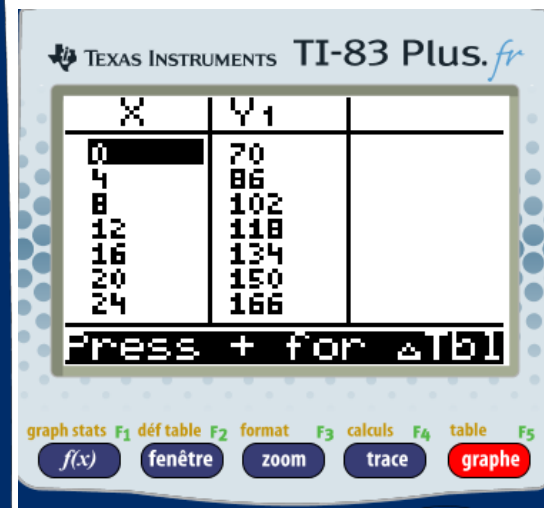 TEXAS INSTRUMENTS TI-83 Plus.fr
X Y1
0 70
4 86
8 102
12 118
16 134
20 150
24 166
Press + for △Tbl
graph stats F1 déf table F2 format F3 calculs F4 table F5
f(x) fenêtre zoom trace graphe